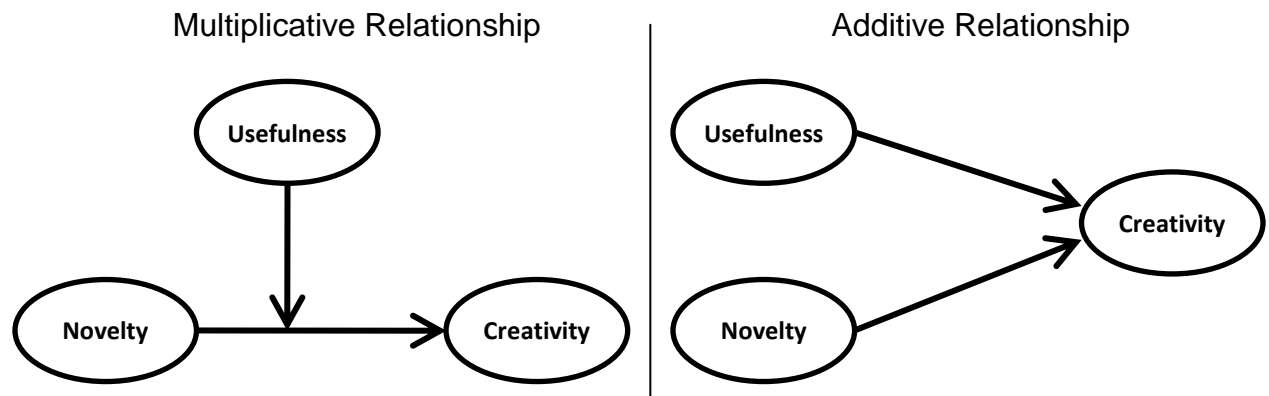 Multiplicative Relationship
Usefulness
Novelty
Creativity
Additive Relationship
Usefulness
Creativity
Novelty